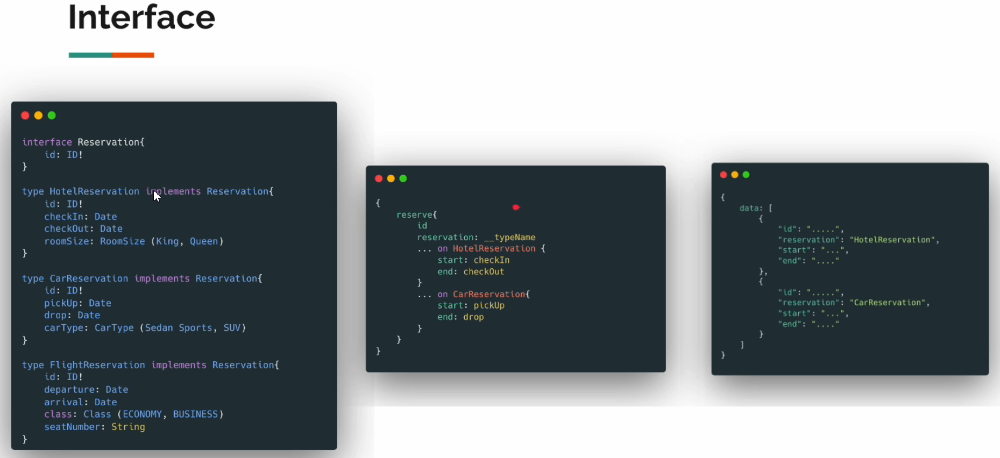 Interface
interface Reservation{
    id: ID!
}
type HotelReservation implements Reservation{
    id: ID!
    checkIn: Date
    checkOut: Date
    roomSize: RoomSize (King, Queen)
}
type CarReservation implements Reservation{
    id: ID!
    pickUp: Date
    drop: Date
    carType: CarType (Sedan Sports, SUV)
}
type FlightReservation implements Reservation{
    id: ID!
    departure: Date
    arrival: Date
    class: Class (ECONOMY, BUSINESS)
    seatNumber: String
}
{
    reserve{
        id
        reservation: __typeName
        ... on HotelReservation {
            start: checkIn
            end: checkOut
        }
        ... on CarReservation{
            start: pickUp
            end: drop
        }
    }
}
{
    data: [
        {
            "id": ".....",
            "reservation": "HotelReservation",
            "start": "...",
            "end": "...."
        },
        {
            "id": ".....",
            "reservation": "CarReservation",
            "start": "...",
            "end": "...."
        }
    ]
}